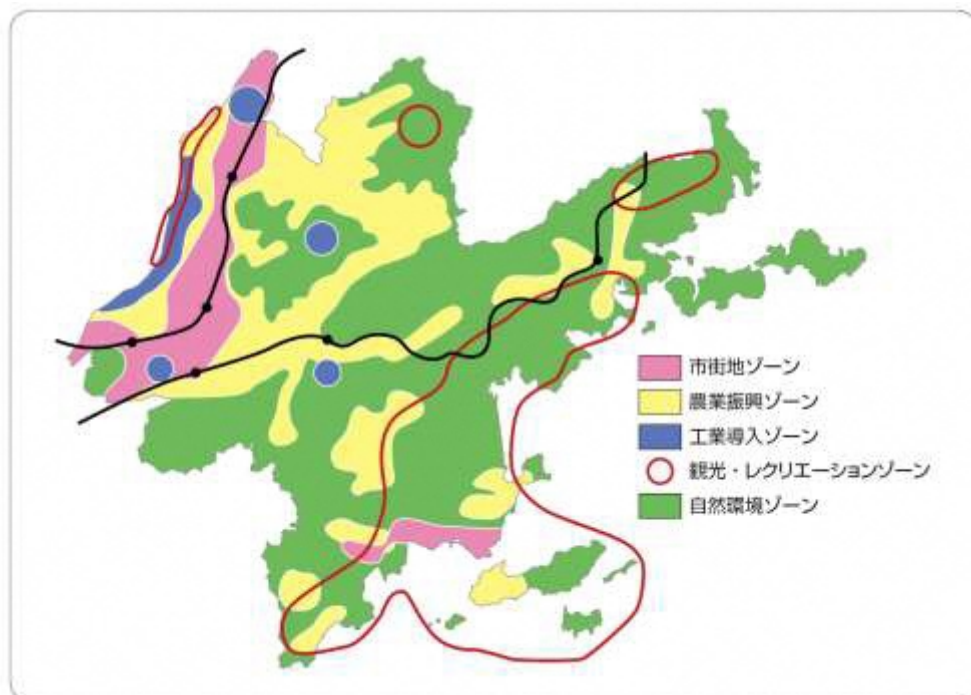 市街地ゾーン
農業振興ゾーン
工業導入ゾーン
観光・レクリエーションゾーン
自然環境ゾーン